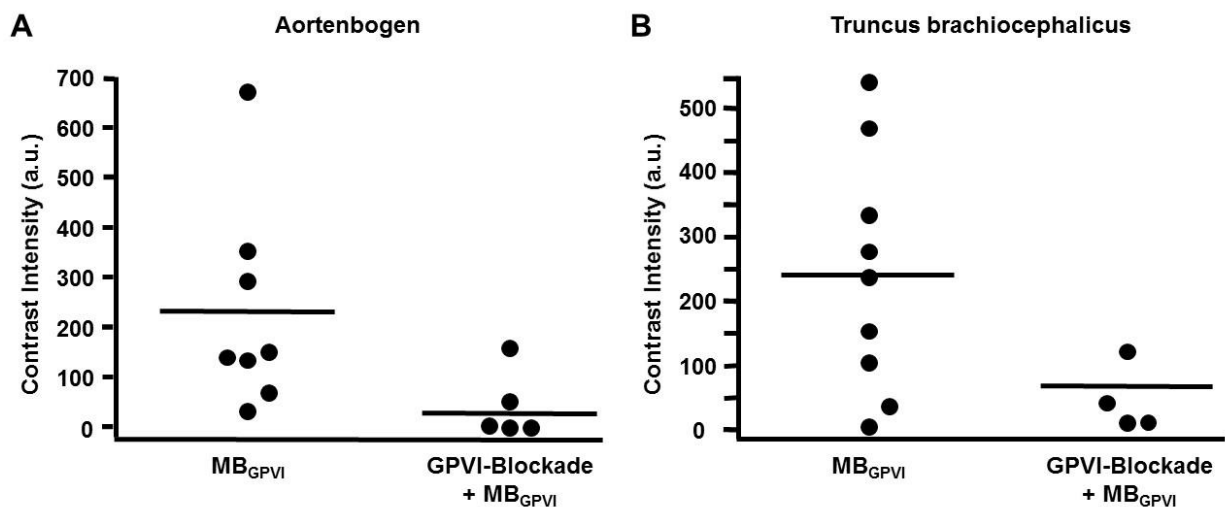 A
Aortenbogen
Contrast Intensity (a.u.)
700
600
500
400
300
200
100
0
MBGPVI
GPVI-Blockade
+ MBGPVI
B
Truncus brachiocephalicus
Contrast Intensity (a.u.)
500
400
300
200
100
0
MBGPVI
GPVI-Blockade
+ MBGPVI